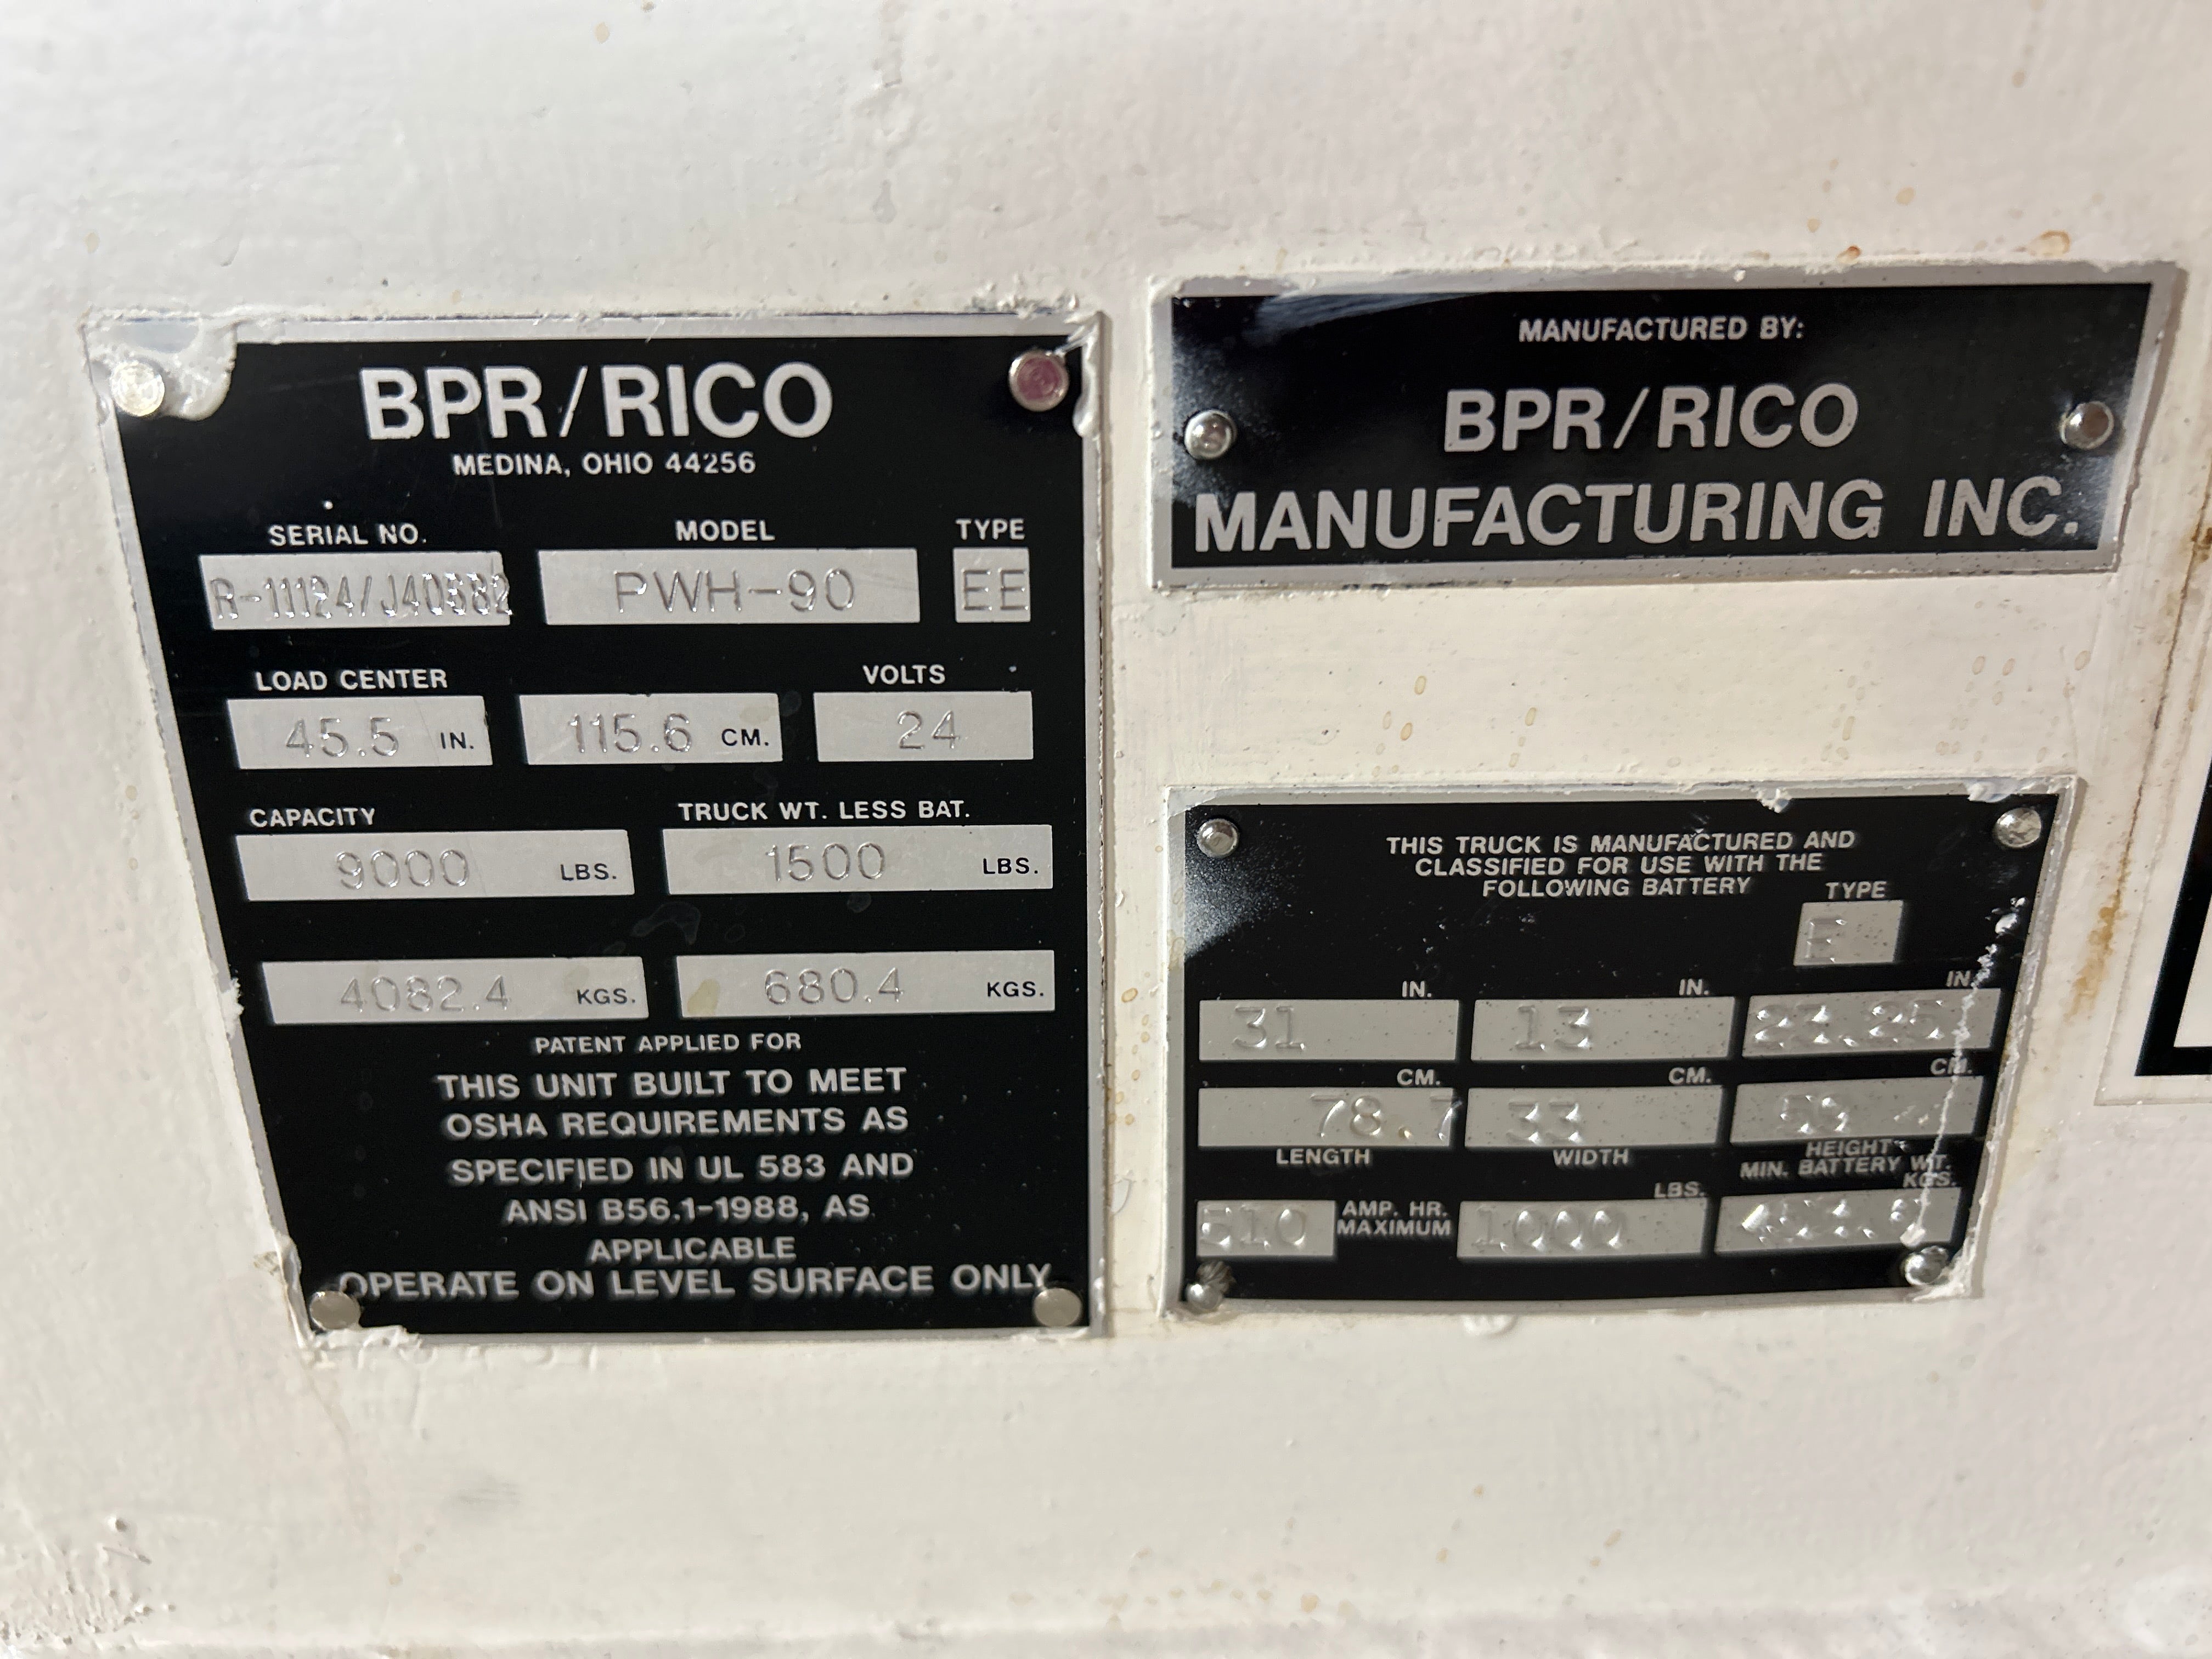 BPR/RICO
MEDINA, OHIO 44256
SERIAL NO. MODEL TYPE
PWH-90 EE
LOAD CENTER VOLTS
45.5 IN. 115.6 CM. 24
CAPACITY TRUCK WT. LESS BAT.
9000 LBS. 1500 LBS.
4082.4 KGS. 680.4 KGS.
PATENT APPLIED FOR
THIS UNIT BUILT TO MEET
OSHA REQUIREMENTS AS
SPECIFIED IN UL 583 AND
ANSI B56.1-1988, AS
APPLICABLE
OPERATE ON LEVEL SURFACE ONLY
MANUFACTURED BY:
BPR/RICO
MANUFACTURING INC.
THIS TRUCK IS MANUFACTURED AND
CLASSIFIED FOR USE WITH THE
FOLLOWING BATTERY
TYPE
E
IN. IN. IN.
31 13
CM. CM. CM.
78.7 33
LENGTH WIDTH HEIGHT
MIN. BATTERY WT.
LBS. KGS.
510 AMP. HR. MAXIMUM 1000